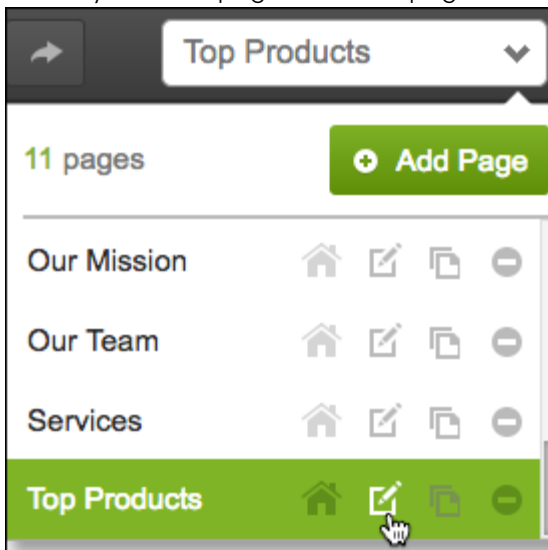 Top Products
11 pages
Add Page
Our Mission
Our Team
Services
Top Products